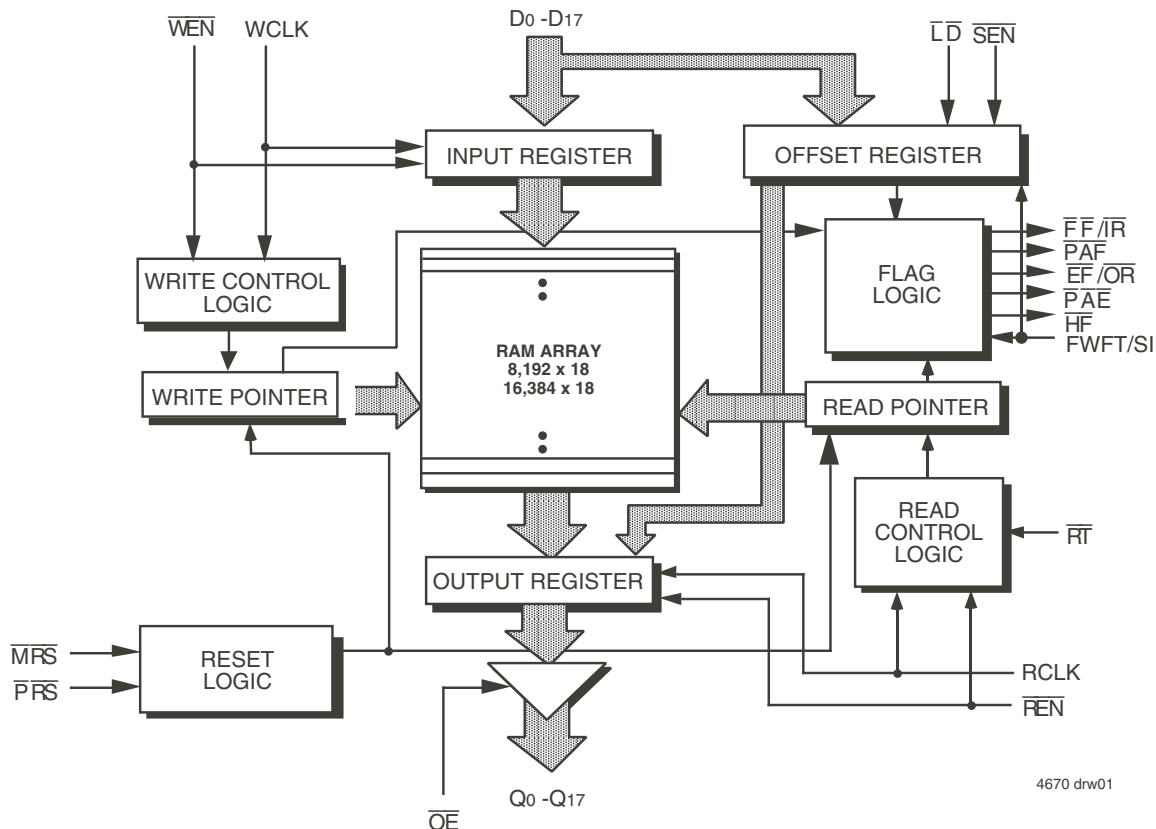 WEN
WCLK
D0 -D17
LD
SEN
INPUT REGISTER
OFFSET REGISTER
WRITE CONTROL
LOGIC
FLAG
LOGIC
FF/IR
PAF
EF/OR
PAE
HF
FWFT/SI
RAM ARRAY
8,192 x 18
16,384 x 18
WRITE POINTER
READ POINTER
READ
CONTROL
LOGIC
RT
OUTPUT REGISTER
MRS
PRS
RESET
LOGIC
RCLK
REN
OE
Q0 -Q17
4670 drw01